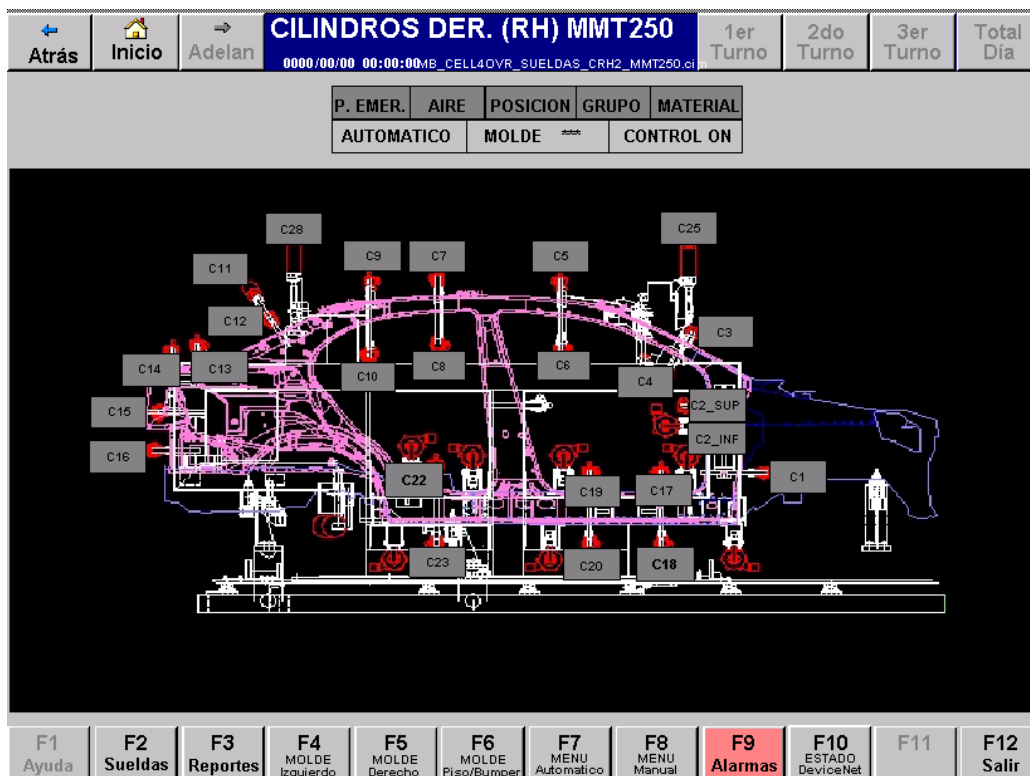 Atrás
Inicio
Adelan
CILINDROS DER. (RH) MMT250
0000/00/00 00:00:00MB_CELL4OVR_SUELDAS_CRH2_MMT250.ci
1er Turno
2do Turno
3er Turno
Total Día
P. EMER. AIRE POSICION GRUPO MATERIAL
AUTOMATICO MOLDE *** CONTROL ON
C28
C25
C9
C7
C5
C11
C12
C3
C14
C13
C10
C8
C6
C4
C15
C2_SUP
C16
C2_INF
C22
C19
C17
C1
C23
C20
C18
F1 Ayuda
F2 Sueldas
F3 Reportes
F4 MOLDE Izquierdo
F5 MOLDE Derecho
F6 MOLDE Piso/Bumper
F7 MENU Automatico
F8 MENU Manual
F9 Alarmas
F10 ESTADO DeviceNet
F11
F12 Salir